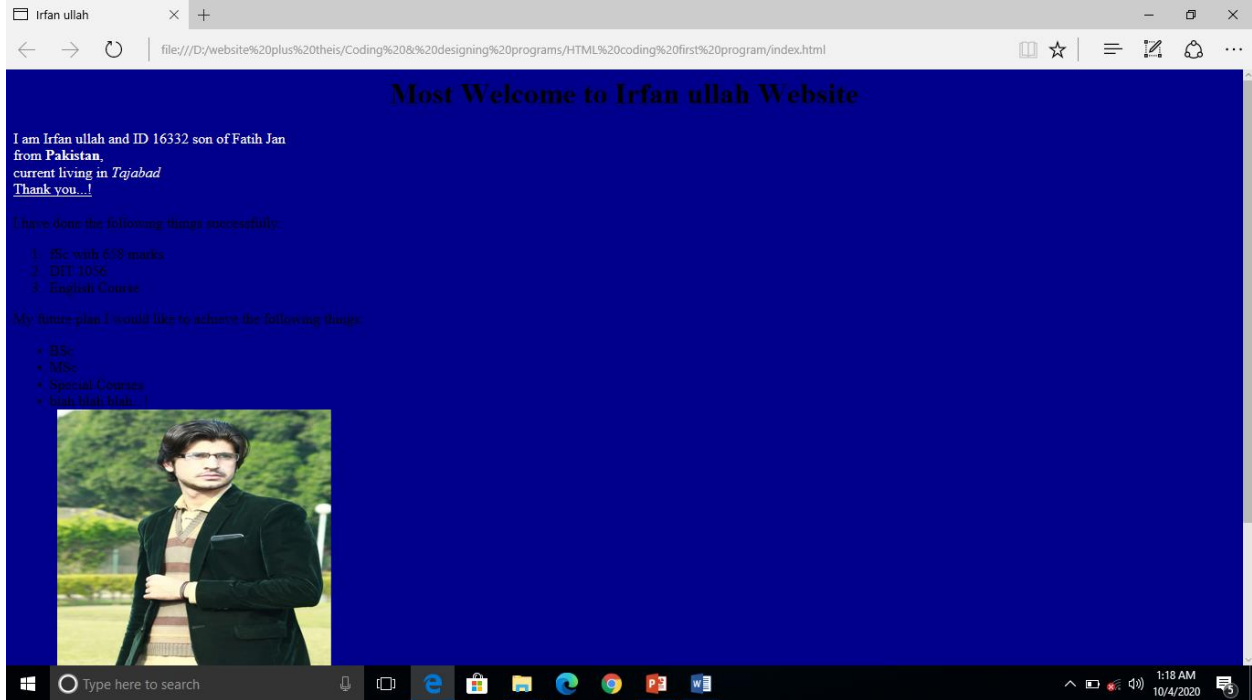 Irfan ullah
file:///D:/website%20plus%20theis/Coding%20&%20designing%20programs/HTML%20coding%20first%20program/index.html
Most Welcome to Irfan ullah Website
I am Irfan ullah and ID 16332 son of Fatih Jan
from Pakistan,
current living in Tajabad
Thank you...!
I have done the following things successfully
1. with marks
2. DIT 1056
3. English Course
My future plan I would like to achieve the following things
BSc
MSc
Special Courses
blah blah blah...!
Type here to search
1:18 AM
10/4/2020
5